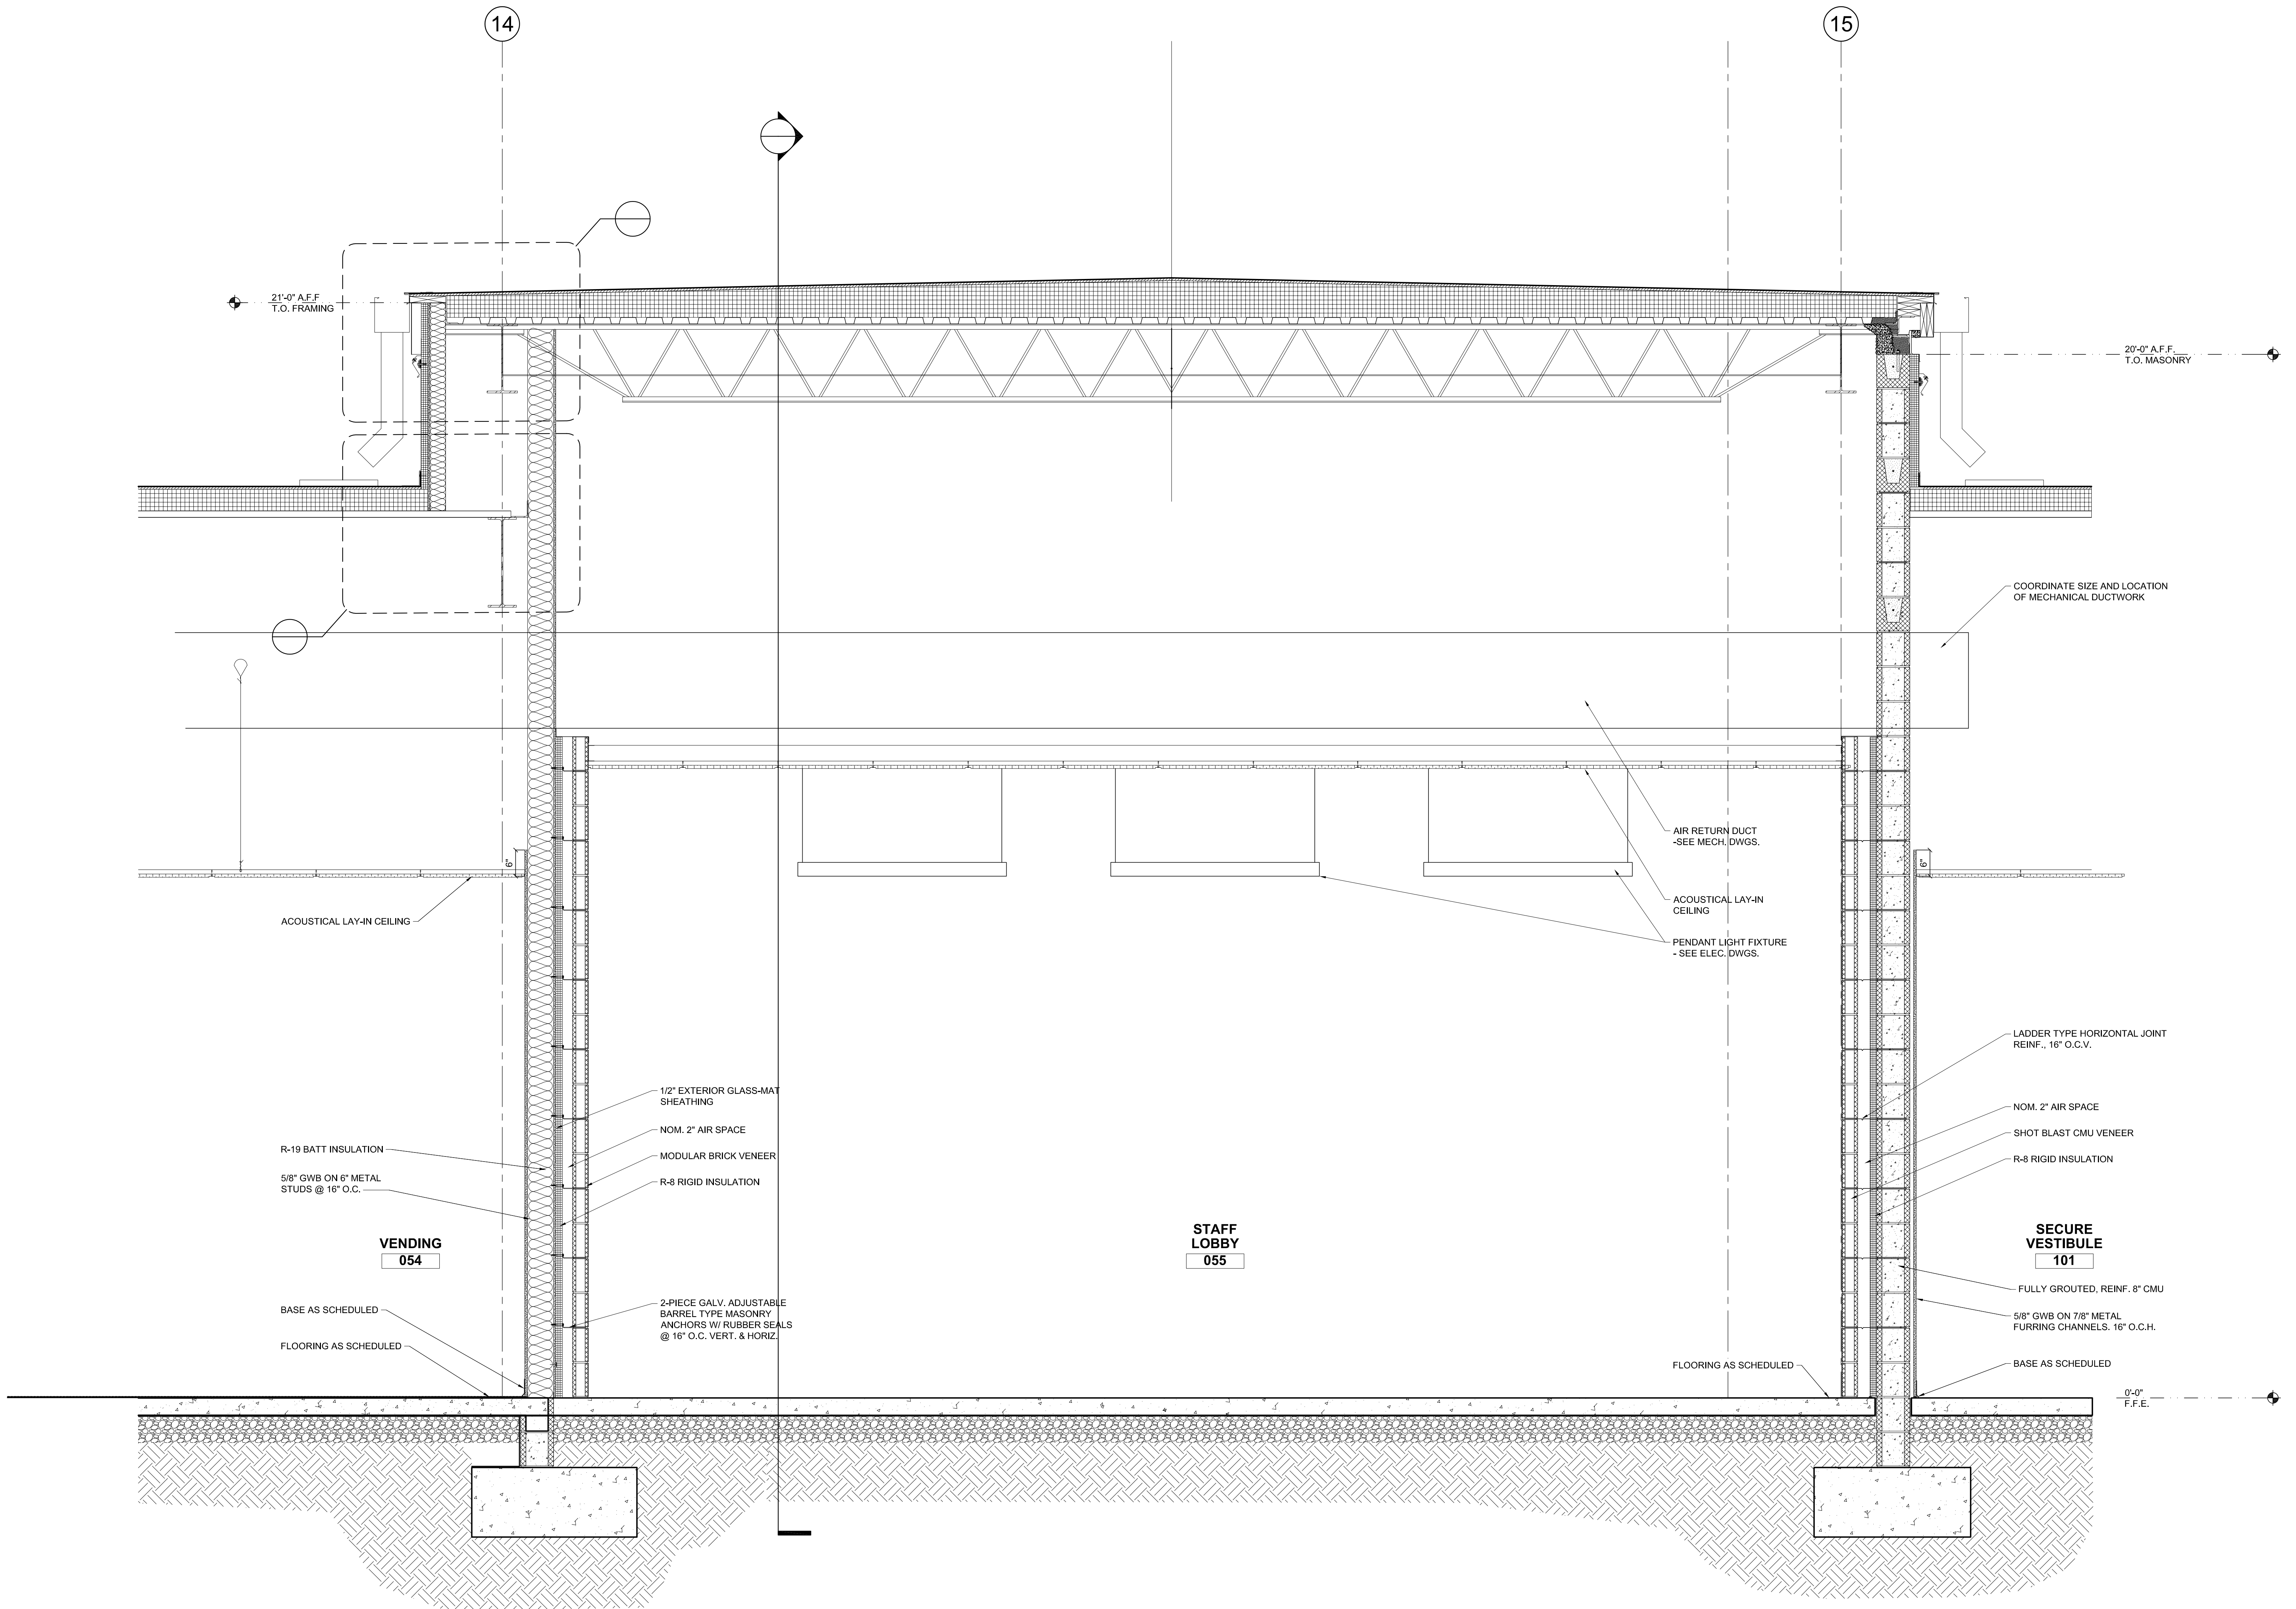 14
15
21'-0" A.F.F
T.O. FRAMING
20'-0" A.F.F.
T.O. MASONRY
COORDINATE SIZE AND LOCATION
OF MECHANICAL DUCTWORK
AIR RETURN DUCT
-SEE MECH. DWGS.
6"
6"
ACOUSTICAL LAY-IN CEILING
ACOUSTICAL LAY-IN
CEILING
PENDANT LIGHT FIXTURE
- SEE ELEC. DWGS.
LADDER TYPE HORIZONTAL JOINT
REINF., 16" O.C.V.
1/2" EXTERIOR GLASS-MAT
SHEATHING
NOM. 2" AIR SPACE
NOM. 2" AIR SPACE
SHOT BLAST CMU VENEER
R-19 BATT INSULATION
MODULAR BRICK VENEER
R-8 RIGID INSULATION
5/8" GWB ON 6" METAL
STUDS @ 16" O.C.
R-8 RIGID INSULATION
VENDING
054
STAFF
LOBBY
055
SECURE
VESTIBULE
101
FULLY GROUTED, REINF. 8" CMU
BASE AS SCHEDULED
2-PIECE GALV. ADJUSTABLE
BARREL TYPE MASONRY
ANCHORS W/ RUBBER SEALS
@ 16" O.C. VERT. & HORIZ.
5/8" GWB ON 7/8" METAL
FURRING CHANNELS. 16" O.C.H.
FLOORING AS SCHEDULED
FLOORING AS SCHEDULED
BASE AS SCHEDULED
0'-0"
F.F.E.